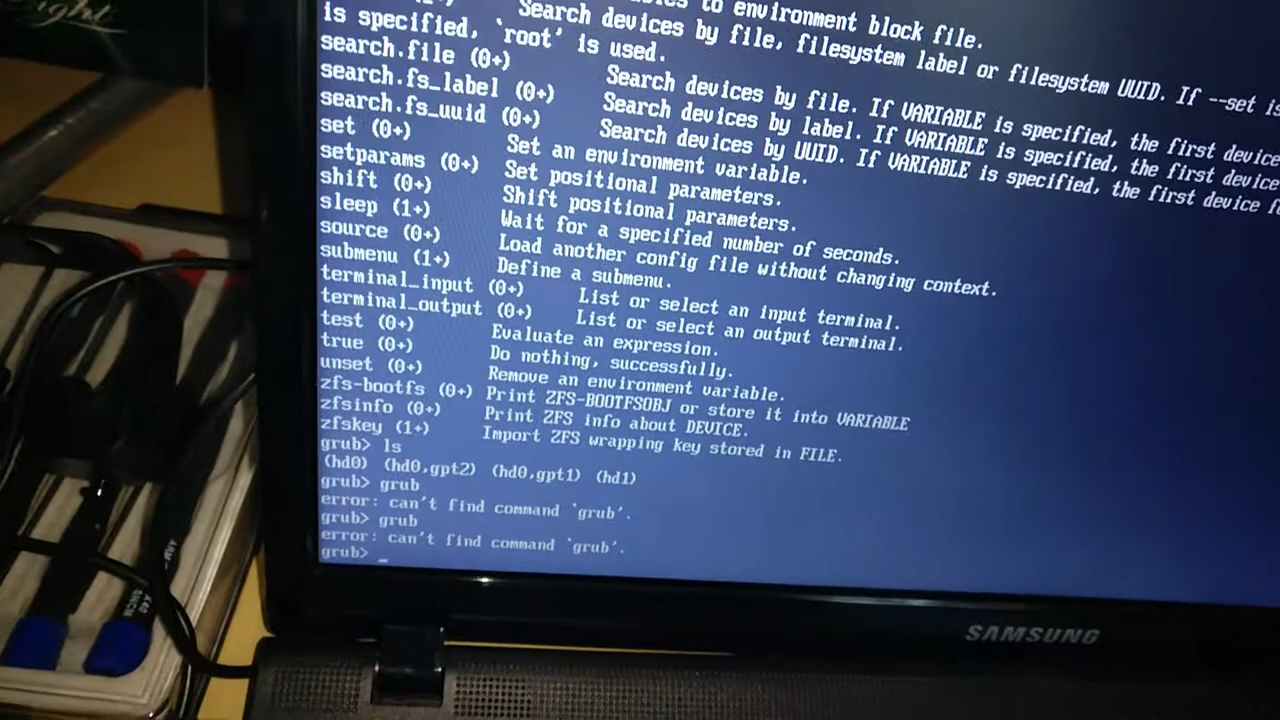 ight
to environment block file.
Search devices by file, filesystem label or filesystem UUID. If --set is
is specified, `root' is used.
search.file (0+) Search devices by file. If VARIABLE is specified, the first device
search.fs_label (0+) Search devices by label. If VARIABLE is specified, the first device
search.fs_uuid (0+) Search devices by UUID. If VARIABLE is specified, the first device
set (0+) Set an environment variable.
setparams (0+) Set positional parameters.
shift (0+) Shift positional parameters.
sleep (1+) Wait for a specified number of seconds.
source (0+) Load another config file without changing context.
submenu (1+) Define a submenu.
terminal_input (0+) List or select an input terminal.
terminal_output (0+) List or select an output terminal.
test (0+) Evaluate an expression.
true (0+) Do nothing, successfully.
unset (0+) Remove an environment variable.
zfs-bootfs (0+) Print ZFS-BOOTFSOBJ or store it into VARIABLE
zfsinfo (0+) Print ZFS info about DEVICE.
zfskey (1+) Import ZFS wrapping key stored in FILE.
grub> ls
(hd0) (hd0,gpt2) (hd0,gpt1) (hd1)
grub> grub
error: can't find command `grub'.
grub> grub
error: can't find command `grub'.
grub> _
SAMSUNG